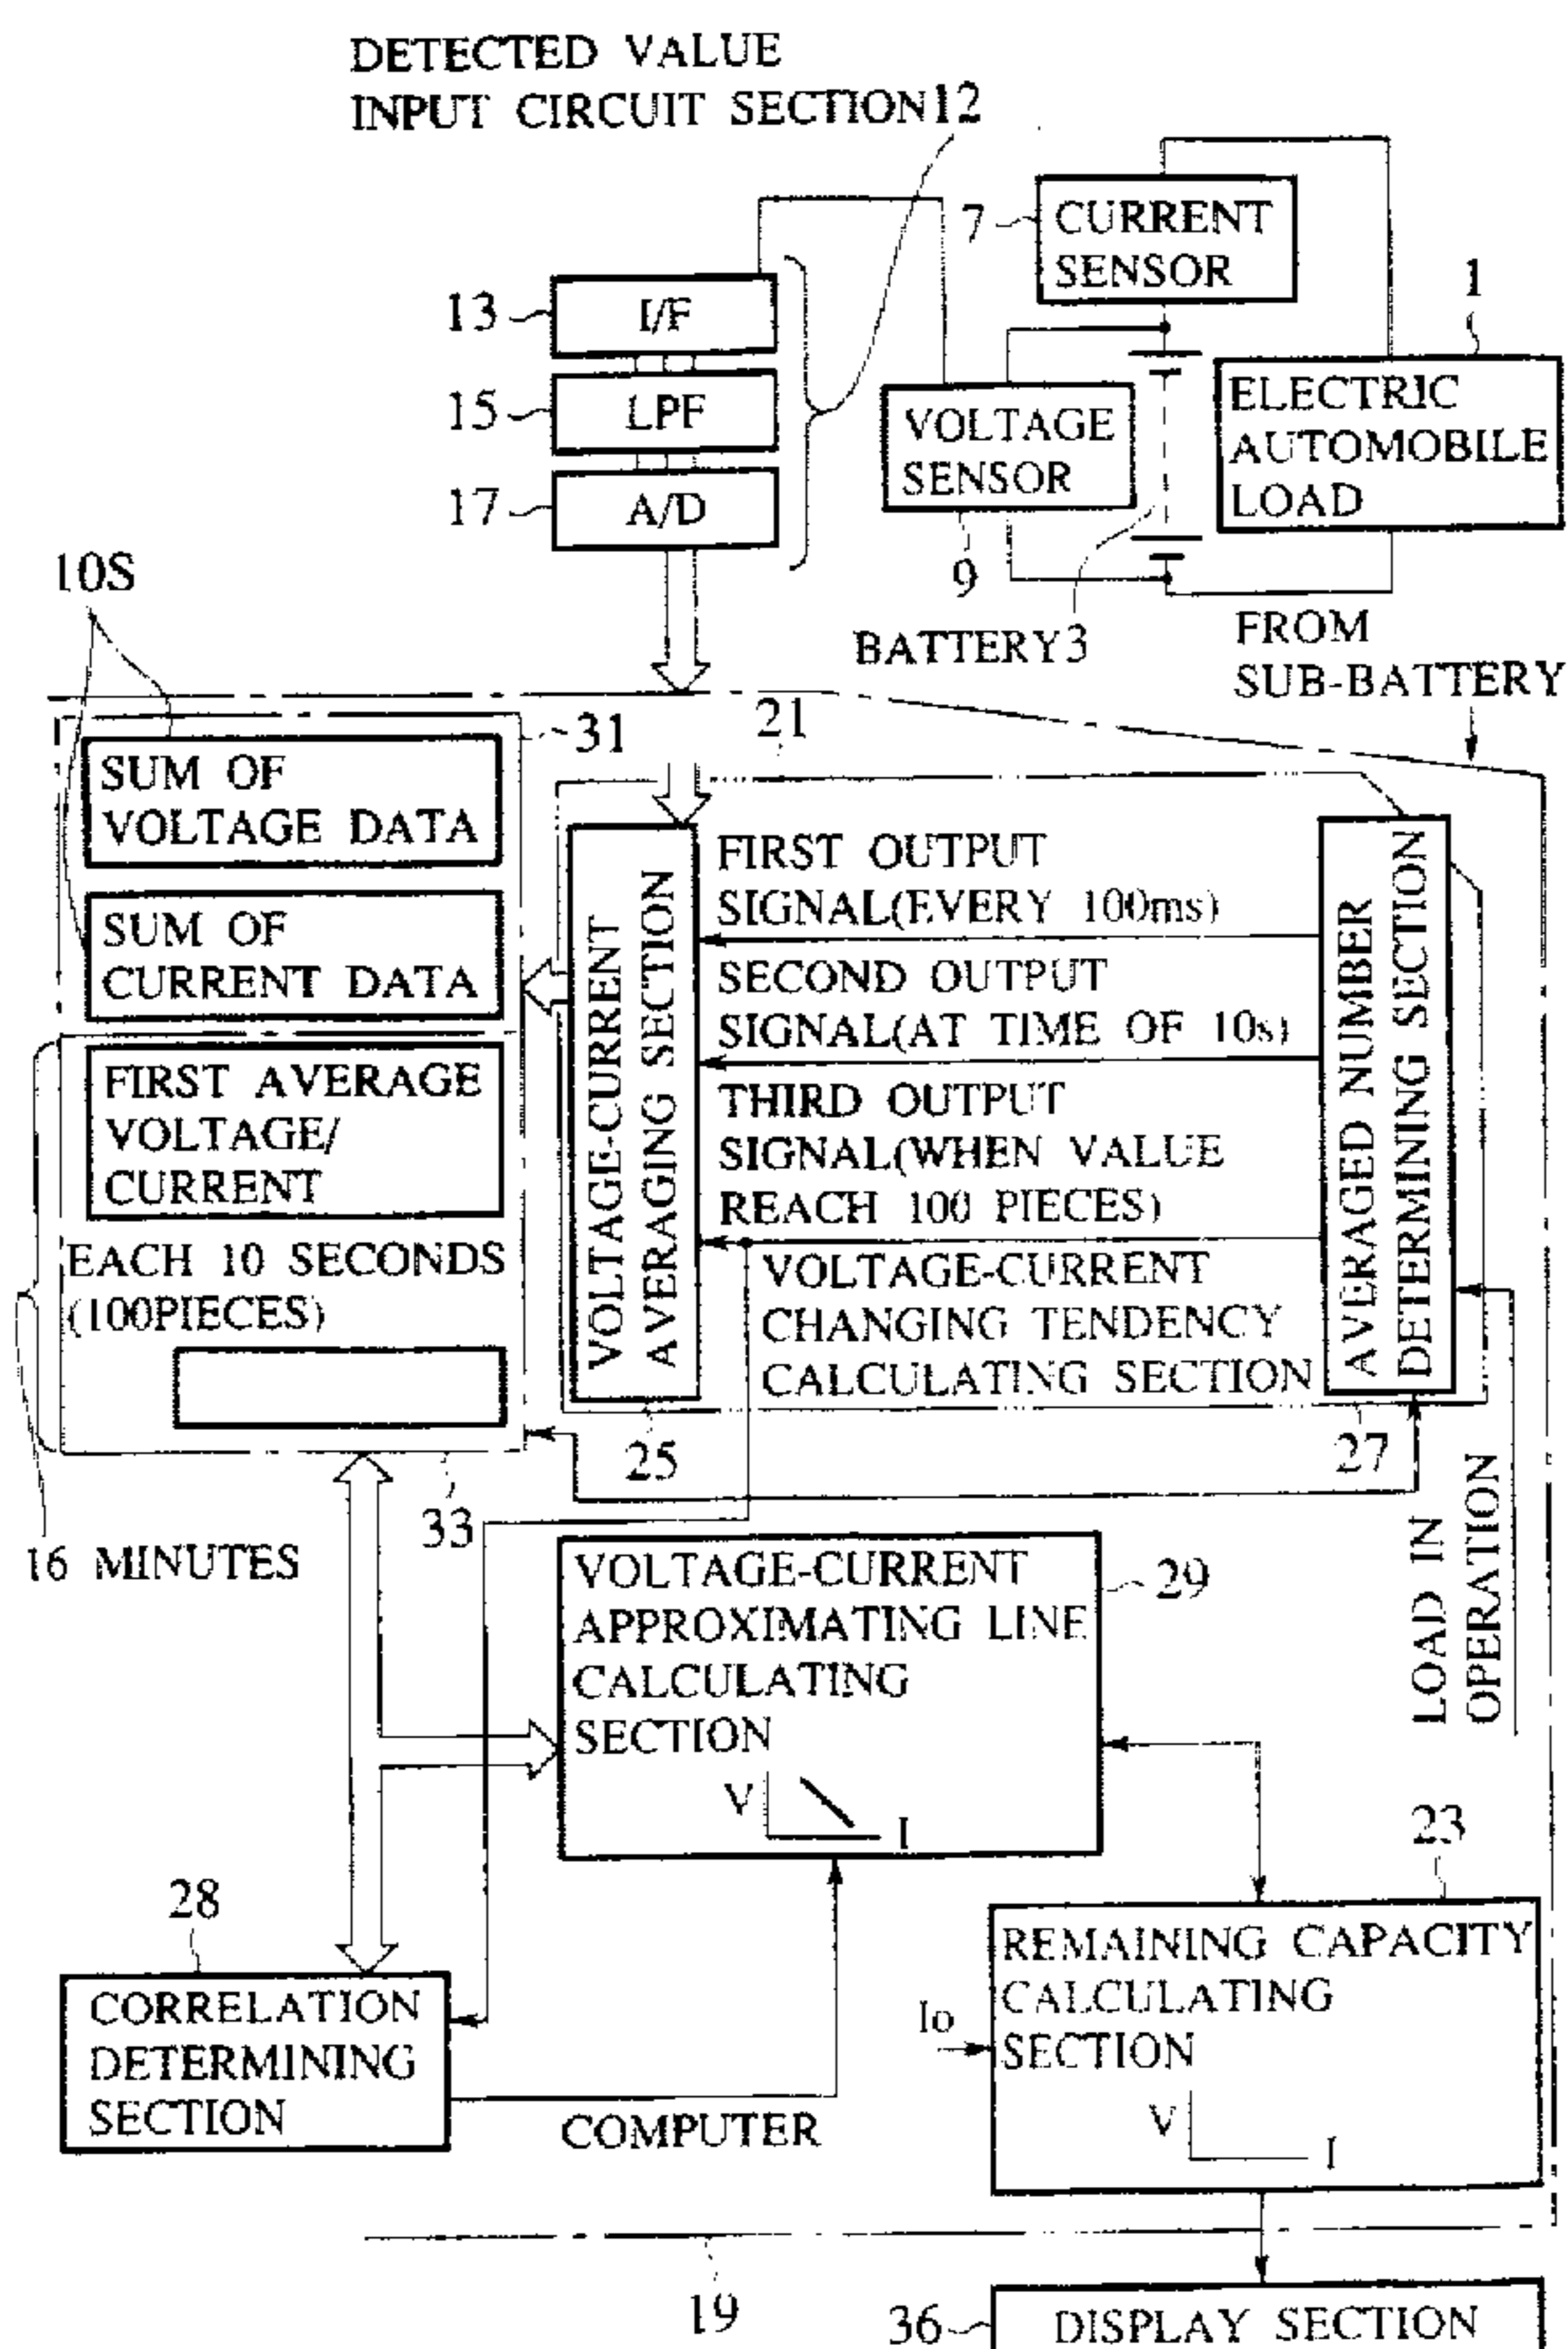 DETECTED VALUE
INPUT CIRCUIT SECTION12
7
CURRENT
SENSOR
1
13
I/F
15
LPF
17
A/D
VOLTAGE
SENSOR
9
ELECTRIC
AUTOMOBILE
LOAD
BATTERY3
FROM
SUB-BATTERY
10S
31
21
SUM OF
VOLTAGE DATA
SUM OF
CURRENT DATA
FIRST AVERAGE
VOLTAGE/
CURRENT
EACH 10 SECONDS
(100PIECES)
16 MINUTES
33
VOLTAGE-CURRENT
AVERAGING SECTION
25
FIRST OUTPUT
SIGNAL(EVERY 100ms)
SECOND OUTPUT
SIGNAL(AT TIME OF 10s)
THIRD OUTPUT
SIGNAL(WHEN VALUE
REACH 100 PIECES)
VOLTAGE-CURRENT
CHANGING TENDENCY
CALCULATING SECTION
AVERAGED NUMBER
DETERMINING SECTION
27
LOAD IN
OPERATION
VOLTAGE-CURRENT
APPROXIMATING LINE
CALCULATING
SECTION
V
I
29
28
CORRELATION
DETERMINING
SECTION
COMPUTER
23
REMAINING CAPACITY
CALCULATING
SECTION
Io
V
I
19
36
DISPLAY SECTION